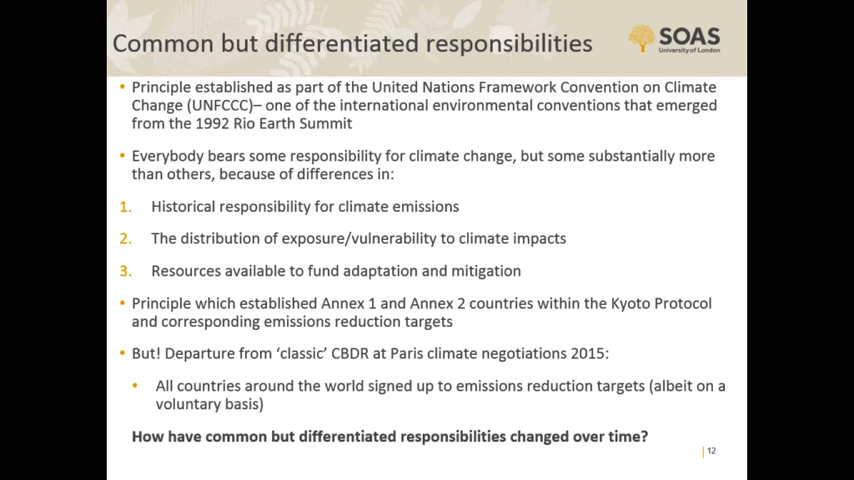 Common but differentiated responsibilities
SOAS
University of London
• Principle established as part of the United Nations Framework Convention on Climate
Change (UNFCCC)– one of the international environmental conventions that emerged
from the 1992 Rio Earth Summit
• Everybody bears some responsibility for climate change, but some substantially more
than others, because of differences in:
1. Historical responsibility for climate emissions
2. The distribution of exposure/vulnerability to climate impacts
3. Resources available to fund adaptation and mitigation
• Principle which established Annex 1 and Annex 2 countries within the Kyoto Protocol
and corresponding emissions reduction targets
• But! Departure from ‘classic’ CBDR at Paris climate negotiations 2015:
• All countries around the world signed up to emissions reduction targets (albeit on a
voluntary basis)
How have common but differentiated responsibilities changed over time?
12